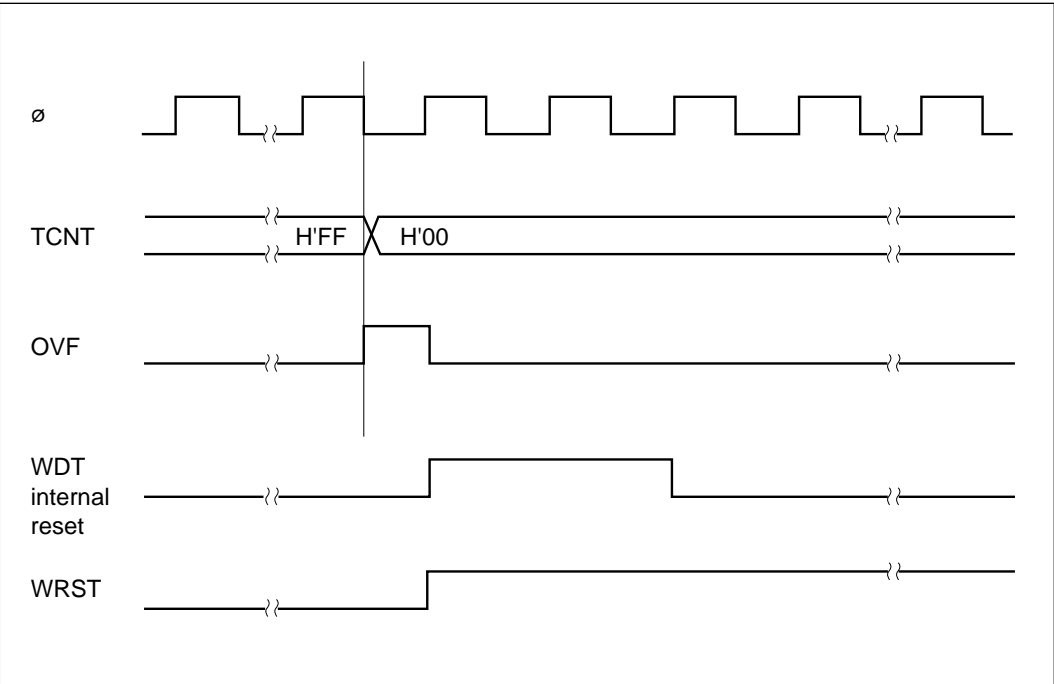 ø
TCNT
H'FF
H'00
OVF
WDT
internal
reset
WRST